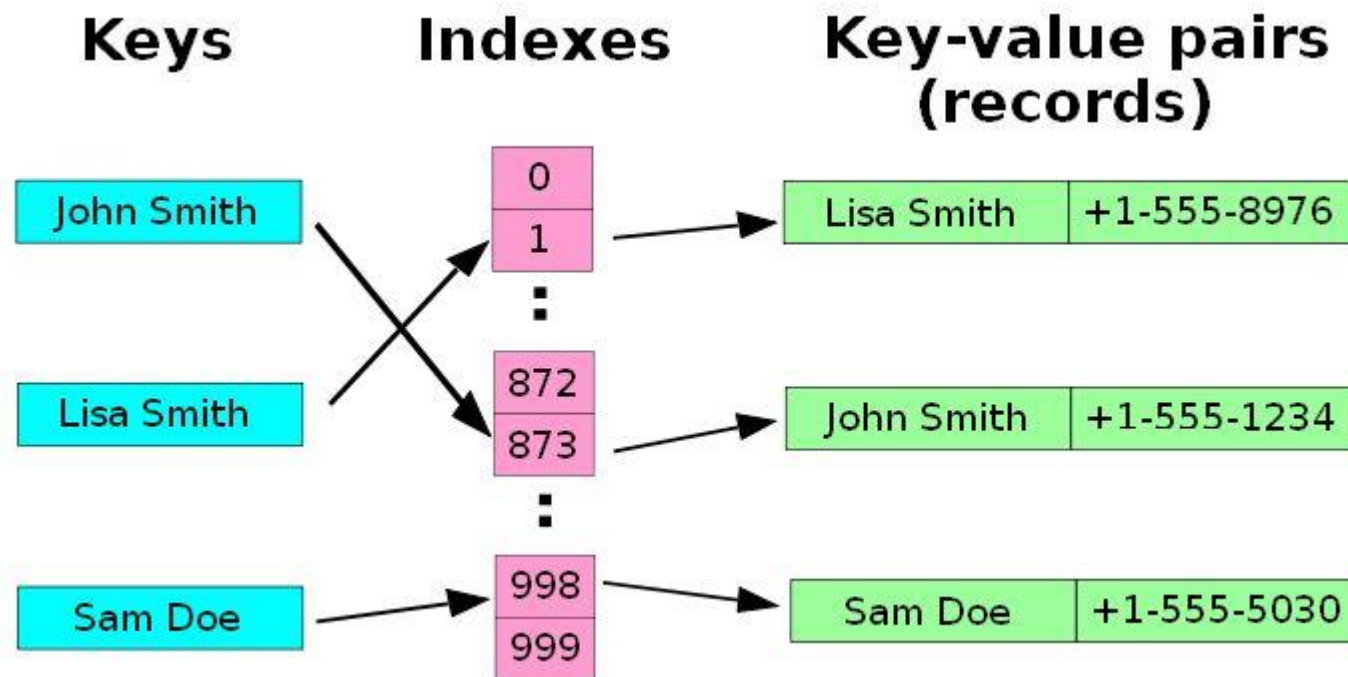 Keys Indexes Key-value pairs
(records)
0
John Smith Lisa Smith +1-555-8976
1
:
872
Lisa Smith John Smith +1-555-1234
873
:
998
Sam Doe Sam Doe +1-555-5030
999